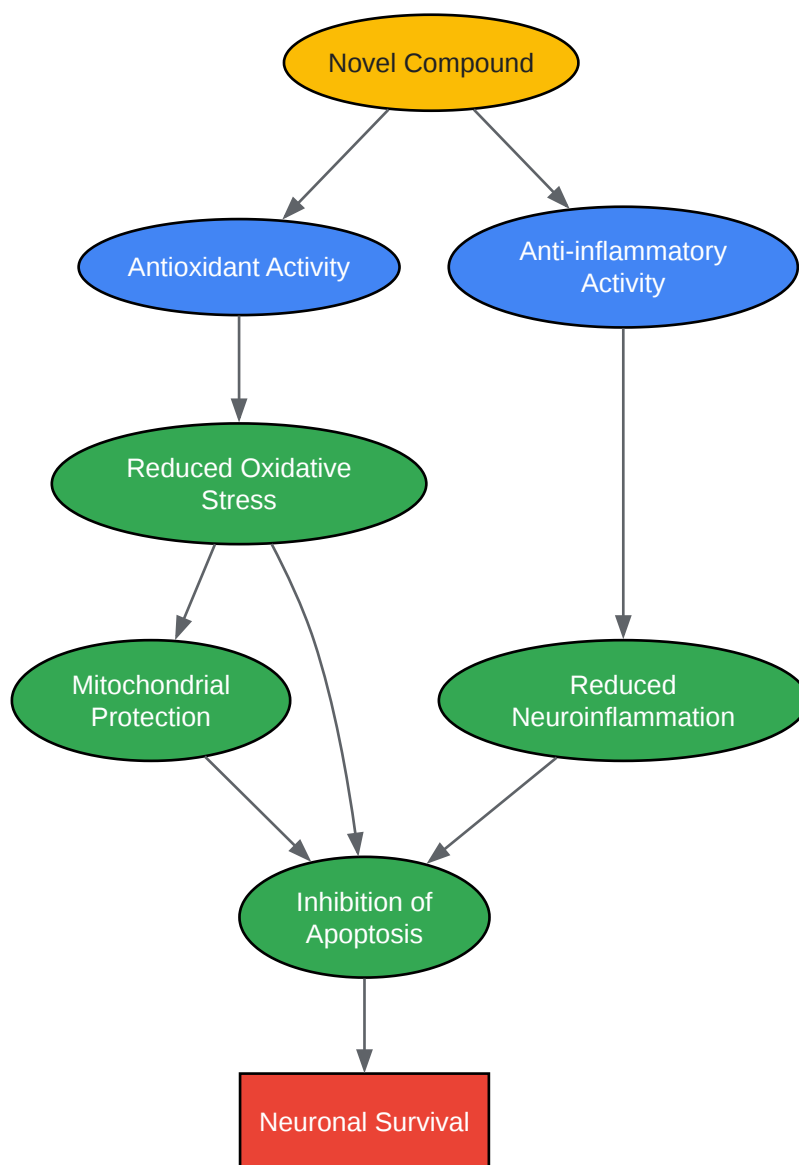 Novel Compound
Antioxidant Activity
Anti-inflammatory
Activity
Reduced Oxidative
Stress
Mitochondrial
Protection
Reduced
Neuroinflammation
Inhibition of
Apoptosis
Neuronal Survival